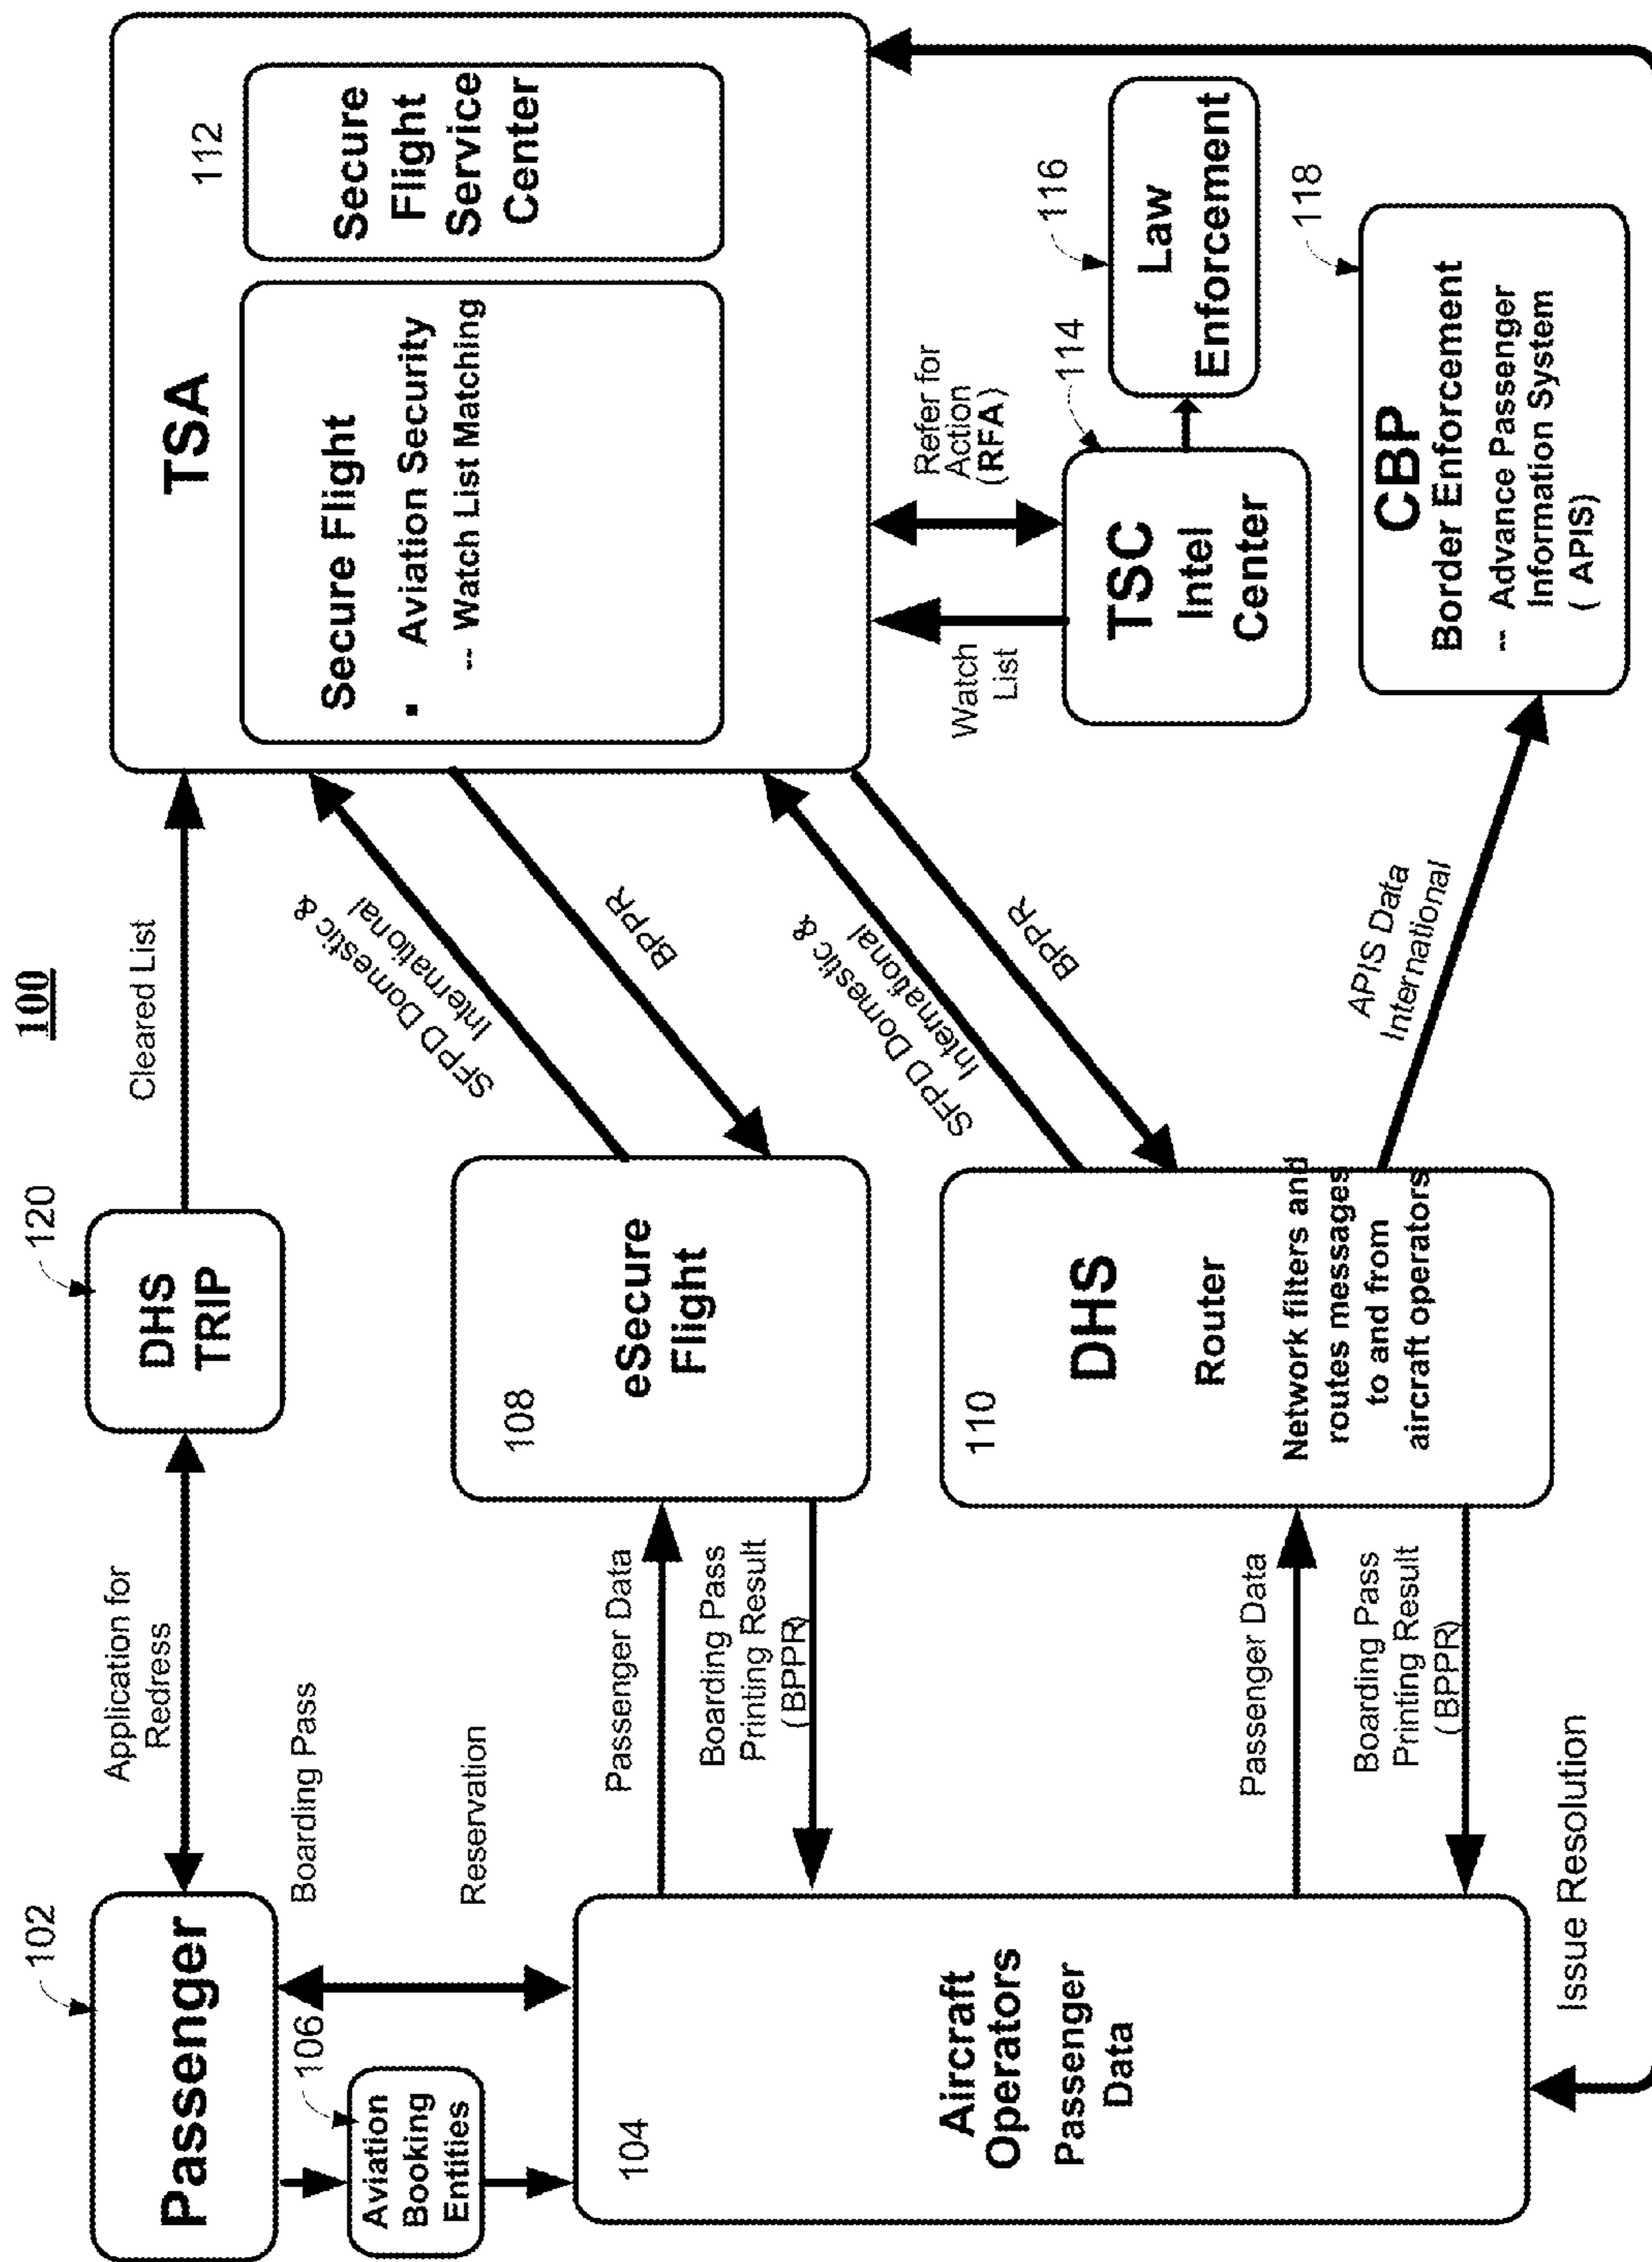 100
102
Passenger
Application for
Redress
120
DHS
TRIP
Cleared List
TSA
Secure Flight
▪ Aviation Security
-- Watch List Matching
112
Secure
Flight
Service
Center
Boarding Pass
106
Aviation
Booking
Entities
Reservation
108
eSecure
Flight
SFPD Domestic &
International
BPPR
Passenger Data
Boarding Pass
Printing Result
(BPPR)
104
Aircraft
Operators
Passenger
Data
110
DHS
Router
Network filters and
routes messages
to and from
aircraft operators
SFPD Domestic &
International
BPPR
Watch
List
Refer for
Action
(RFA)
114
TSC
Intel
Center
116
Law
Enforcement
Passenger Data
Boarding Pass
Printing Result
(BPPR)
APIS Data
International
118
CBP
Border Enforcement
-- Advance Passenger
Information System
( APIS)
Issue Resolution